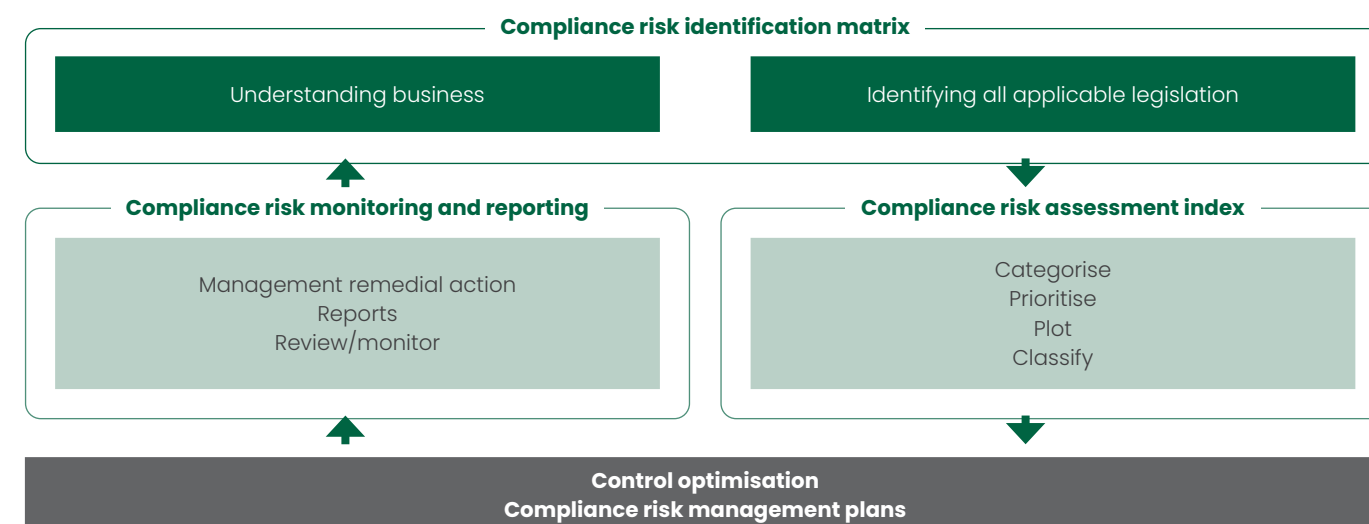 Compliance risk identification matrix
Understanding business
Identifying all applicable legislation
Compliance risk monitoring and reporting
Management remedial action
Reports
Review/monitor
Compliance risk assessment index
Categorise
Prioritise
Plot
Classify
Control optimisation
Compliance risk management plans